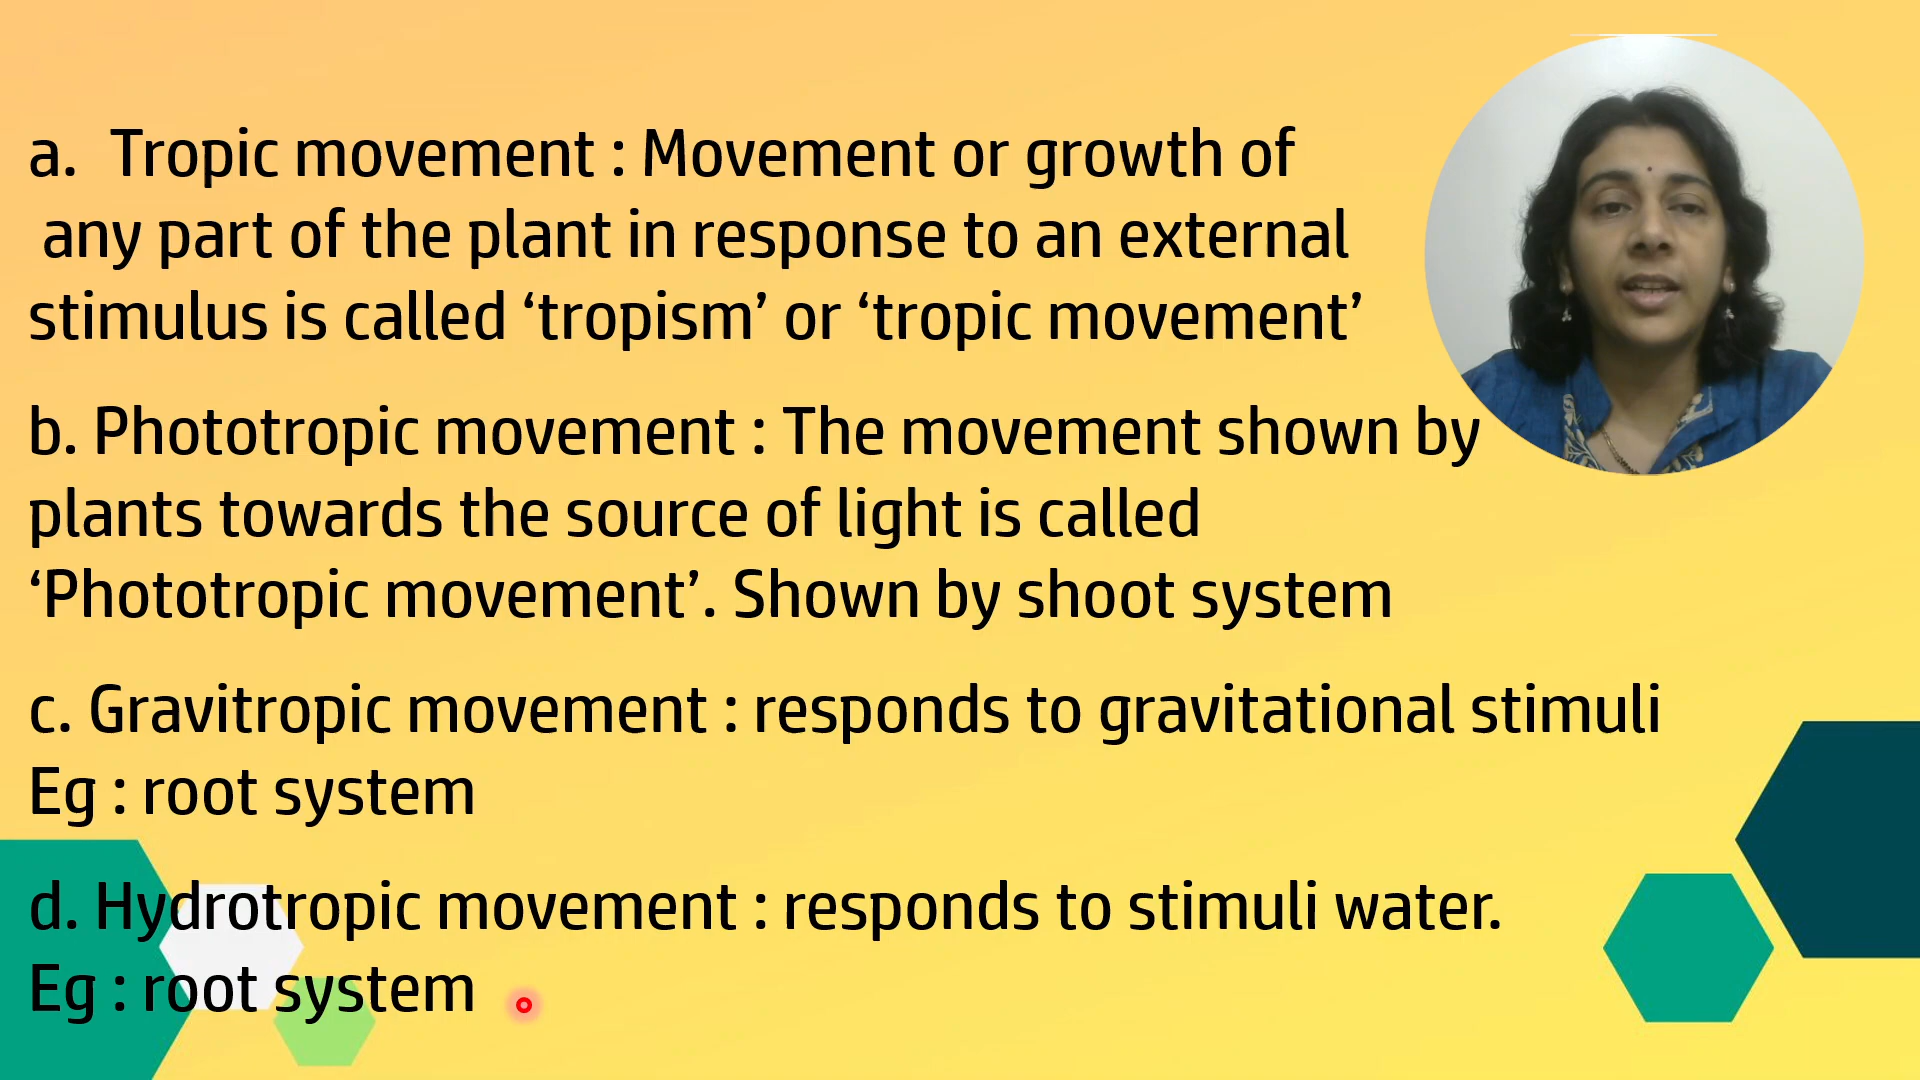 a.  Tropic movement : Movement or growth of
any part of the plant in response to an external
stimulus is called ‘tropism’ or ‘tropic movement’
b. Phototropic movement : The movement shown by
plants towards the source of light is called
‘Phototropic movement’. Shown by shoot system
c. Gravitropic movement : responds to gravitational stimuli
Eg : root system
d. Hydrotropic movement : responds to stimuli water.
Eg : root system